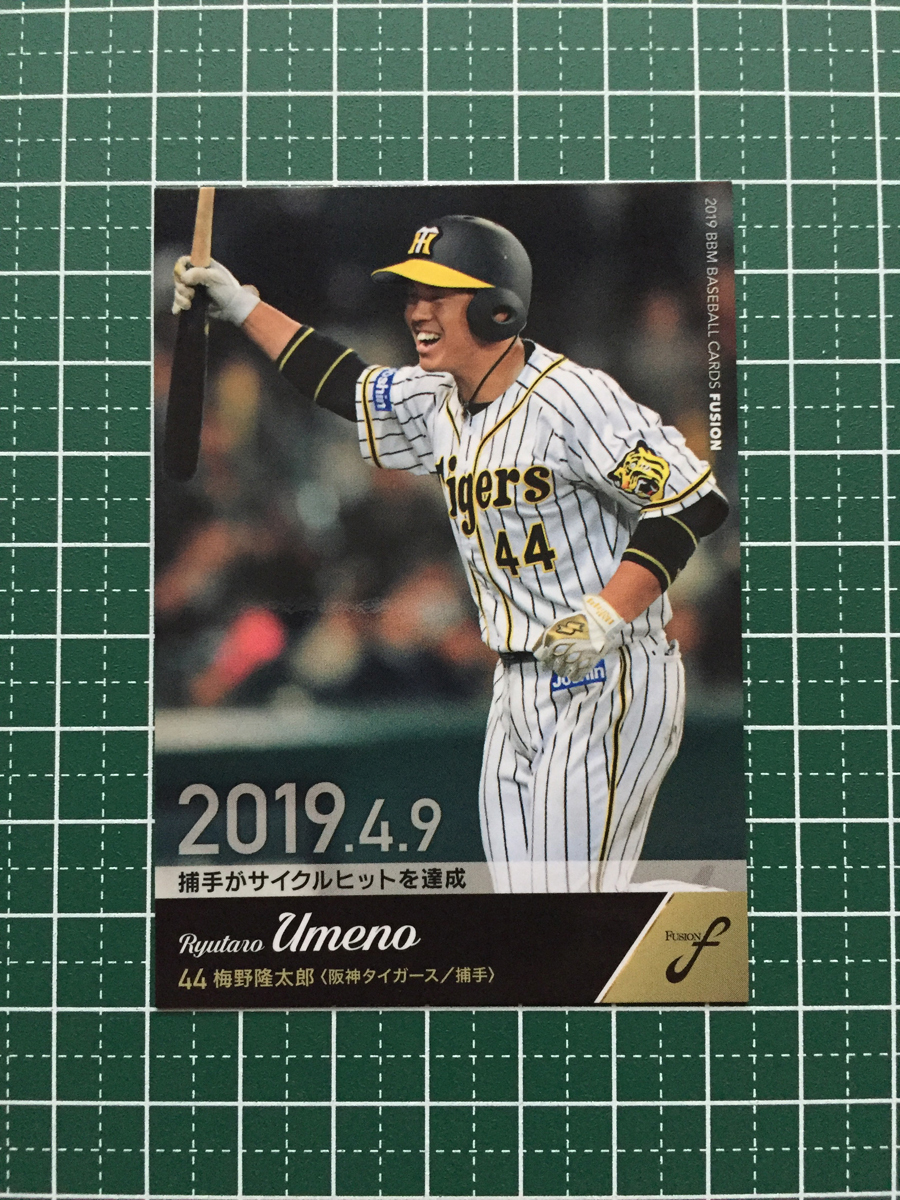 2019 BBM BASEBALL CARDS FUSION
Joshin
Tigers
44
Joshin
2019.4.9
捕手がサイクルヒットを達成
Ryutaro Umeno
FUSION f
44 梅野隆太郎〈阪神タイガース／捕手〉